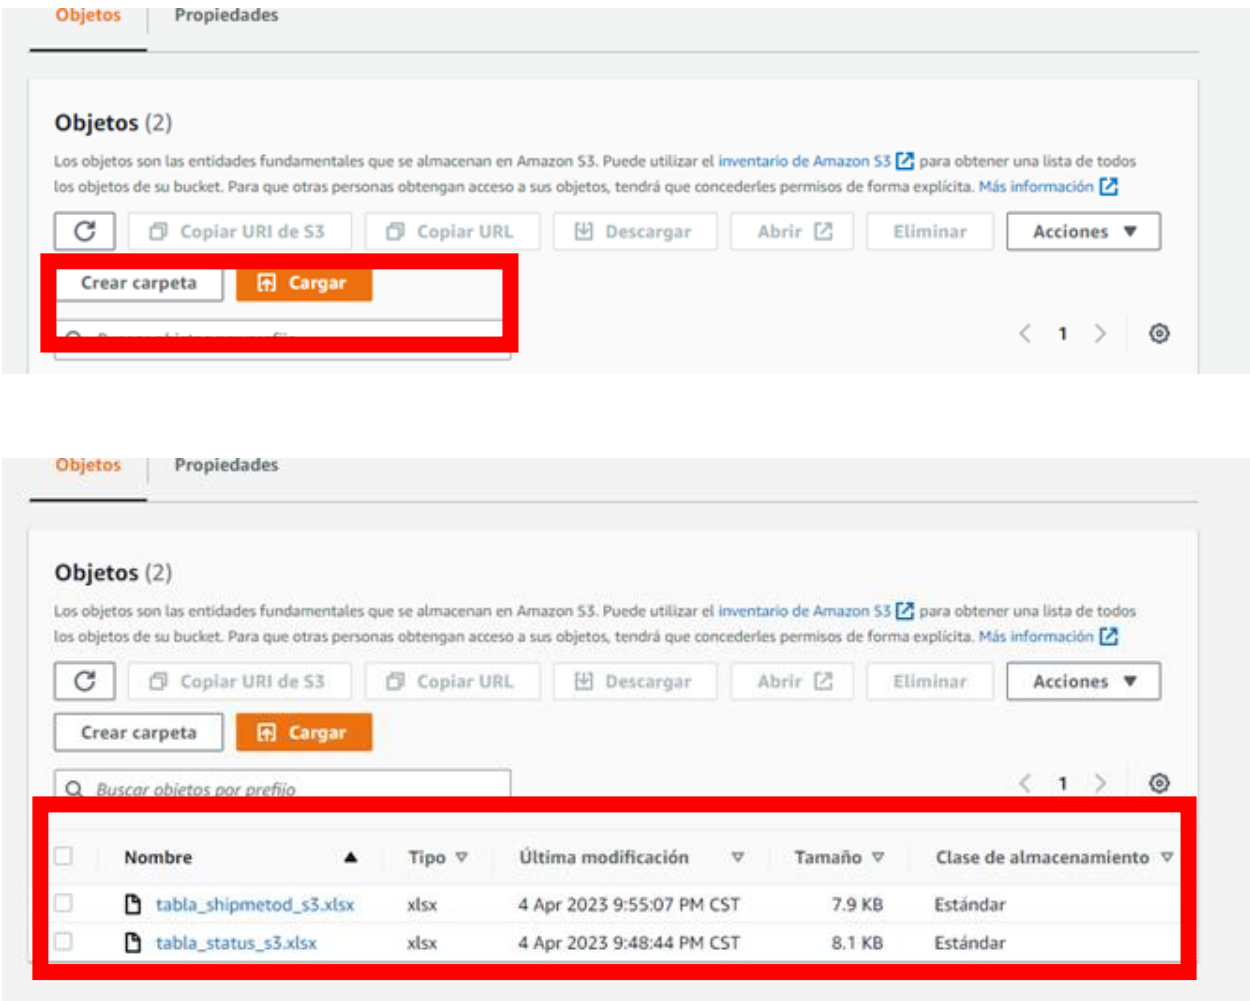 Objetos Propiedades
Objetos (2)
Los objetos son las entidades fundamentales que se almacenan en Amazon S3. Puede utilizar el inventario de Amazon S3 para obtener una lista de todos
los objetos de su bucket. Para que otras personas obtengan acceso a sus objetos, tendrá que concederles permisos de forma explícita. Más información
Copiar URI de S3 Copiar URL Descargar Abrir Eliminar Acciones
Crear carpeta Cargar
1
Objetos Propiedades
Objetos (2)
Los objetos son las entidades fundamentales que se almacenan en Amazon S3. Puede utilizar el inventario de Amazon S3 para obtener una lista de todos
los objetos de su bucket. Para que otras personas obtengan acceso a sus objetos, tendrá que concederles permisos de forma explícita. Más información
Copiar URI de S3 Copiar URL Descargar Abrir Eliminar Acciones
Crear carpeta Cargar
Buscar objetos por prefijo 1
Nombre Tipo Última modificación Tamaño Clase de almacenamiento
tabla_shipmetod_s3.xlsx xlsx 4 Apr 2023 9:55:07 PM CST 7.9 KB Estándar
tabla_status_s3.xlsx xlsx 4 Apr 2023 9:48:44 PM CST 8.1 KB Estándar